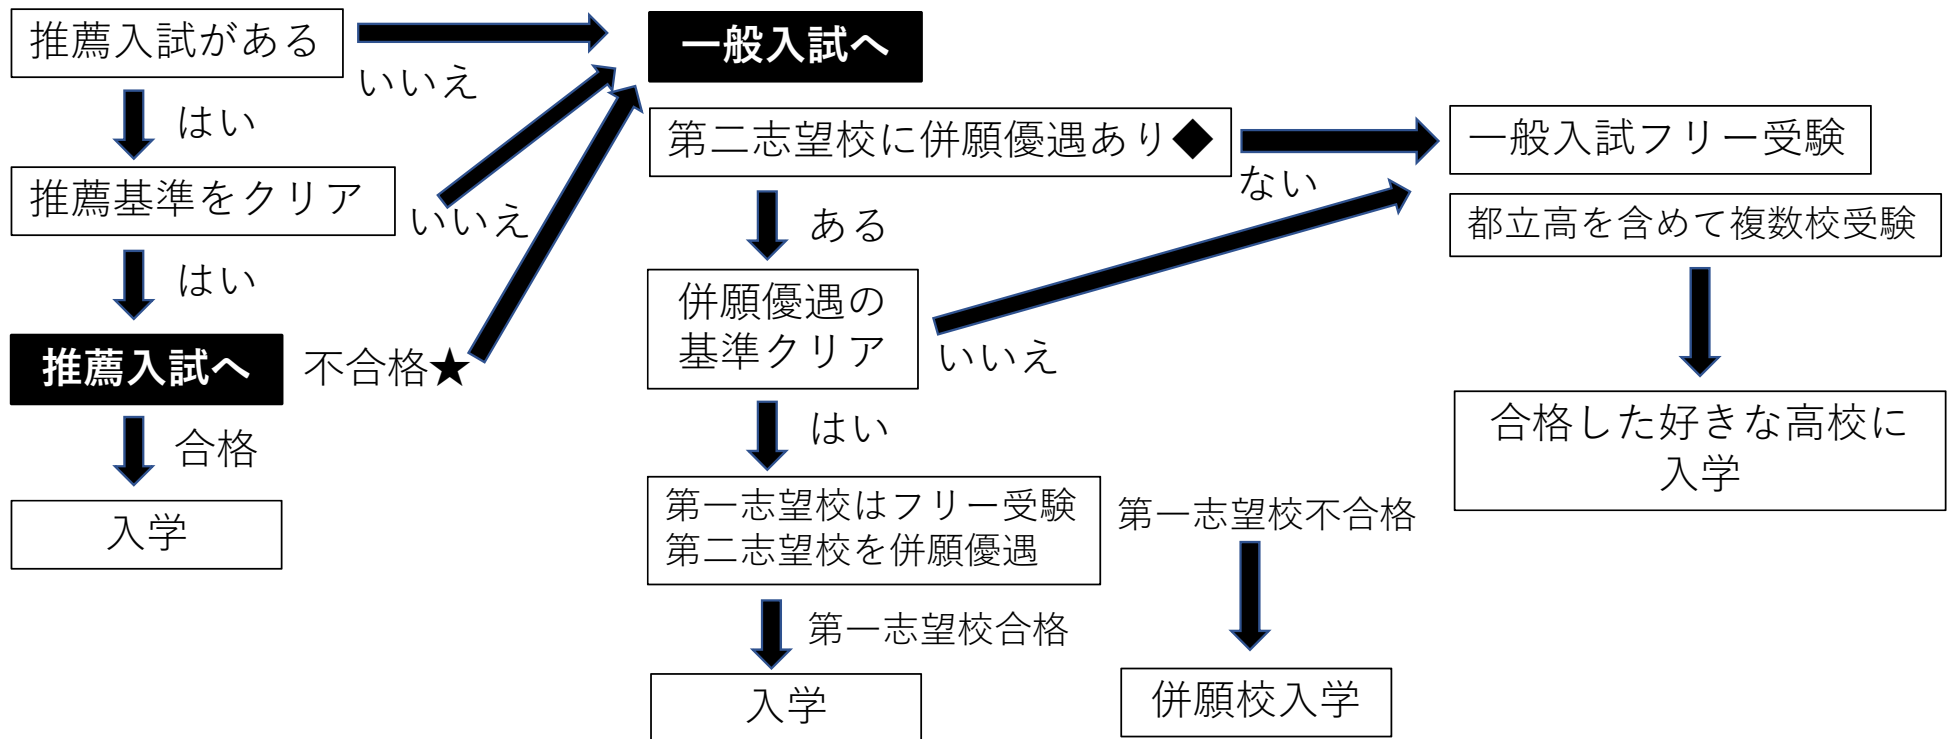 推薦入試がある
いいえ
はい
推薦基準をクリア
いいえ
はい
推薦入試へ
不合格★
合格
入学
一般入試へ
第二志望校に併願優遇あり◆
ない
ある
併願優遇の
基準クリア
いいえ
はい
第一志望校はフリー受験
第二志望校を併願優遇
第一志望校不合格
第一志望校合格
入学
併願校入学
一般入試フリー受験
都立高を含めて複数校受験
合格した好きな高校に
入学